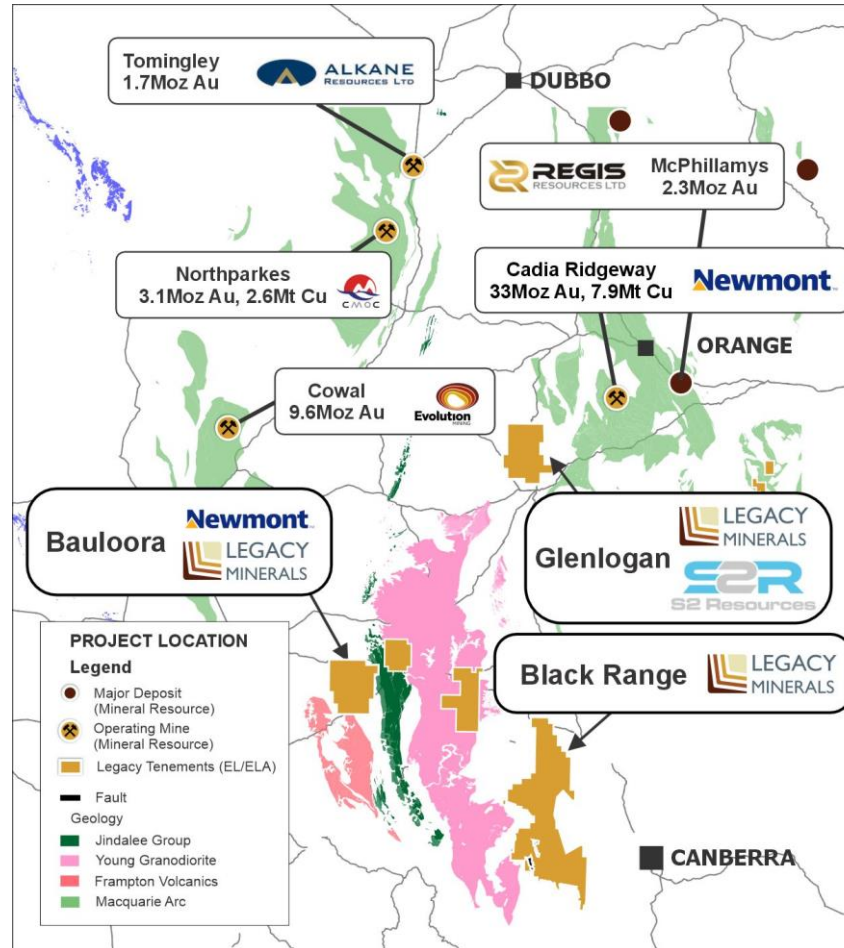 Tomingley
1.7Moz Au
ALKANE
RESOURCES LTD
DUBBO
REGIS
RESOURCES LTD
McPhillamys
2.3Moz Au
Northparkes
3.1Moz Au, 2.6Mt Cu
CMOC
Cadia Ridgeway
33Moz Au, 7.9Mt Cu
Newmont™
ORANGE
Cowal
9.6Moz Au
Evolution
MINING
Bauloora
Newmont™
LEGACY
MINERALS
Glenlogan
LEGACY
MINERALS
S2R
S2 Resources
Black Range
LEGACY
MINERALS
PROJECT LOCATION
Legend
Major Deposit
(Mineral Resource)
Operating Mine
(Mineral Resource)
Legacy Tenements (EL/ELA)
Fault
Geology
Jindalee Group
Young Granodiorite
Frampton Volcanics
Macquarie Arc
CANBERRA